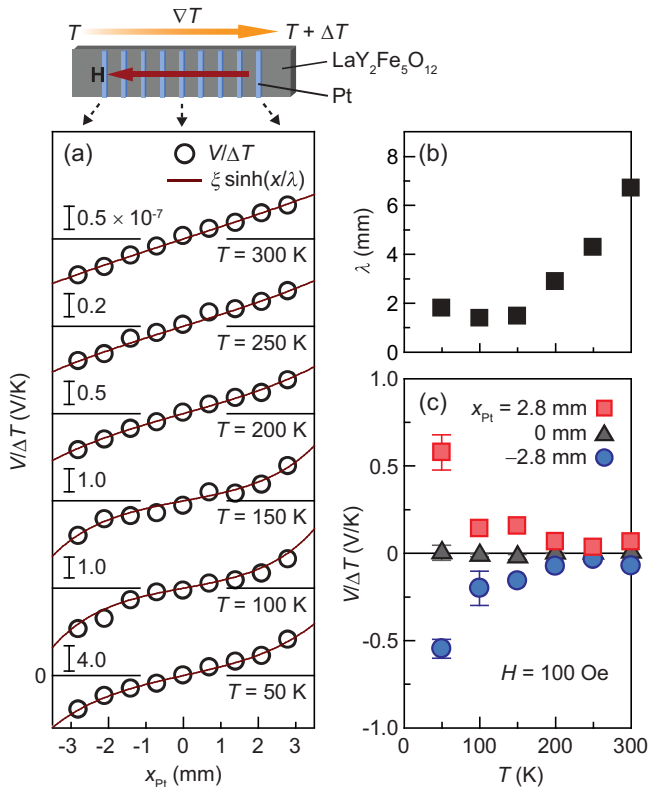 ∇T
T
T + ΔT
H
LaY₂Fe₅O₁₂
Pt
(a)
V/ΔT
ξ sinh(x/λ)
0.5 × 10⁻⁷
T = 300 K
0.2
T = 250 K
0.5
T = 200 K
1.0
T = 150 K
1.0
T = 100 K
4.0
0
T = 50 K
V/ΔT (V/K)
-3 -2 -1 0 1 2 3
x_Pt (mm)
(b)
8
6
4
2
0
λ (mm)
(c)
x_Pt = 2.8 mm
0 mm
−2.8 mm
1.0
0.5
0
-0.5
-1.0
V/ΔT (V/K)
H = 100 Oe
0 100 200 300
T (K)